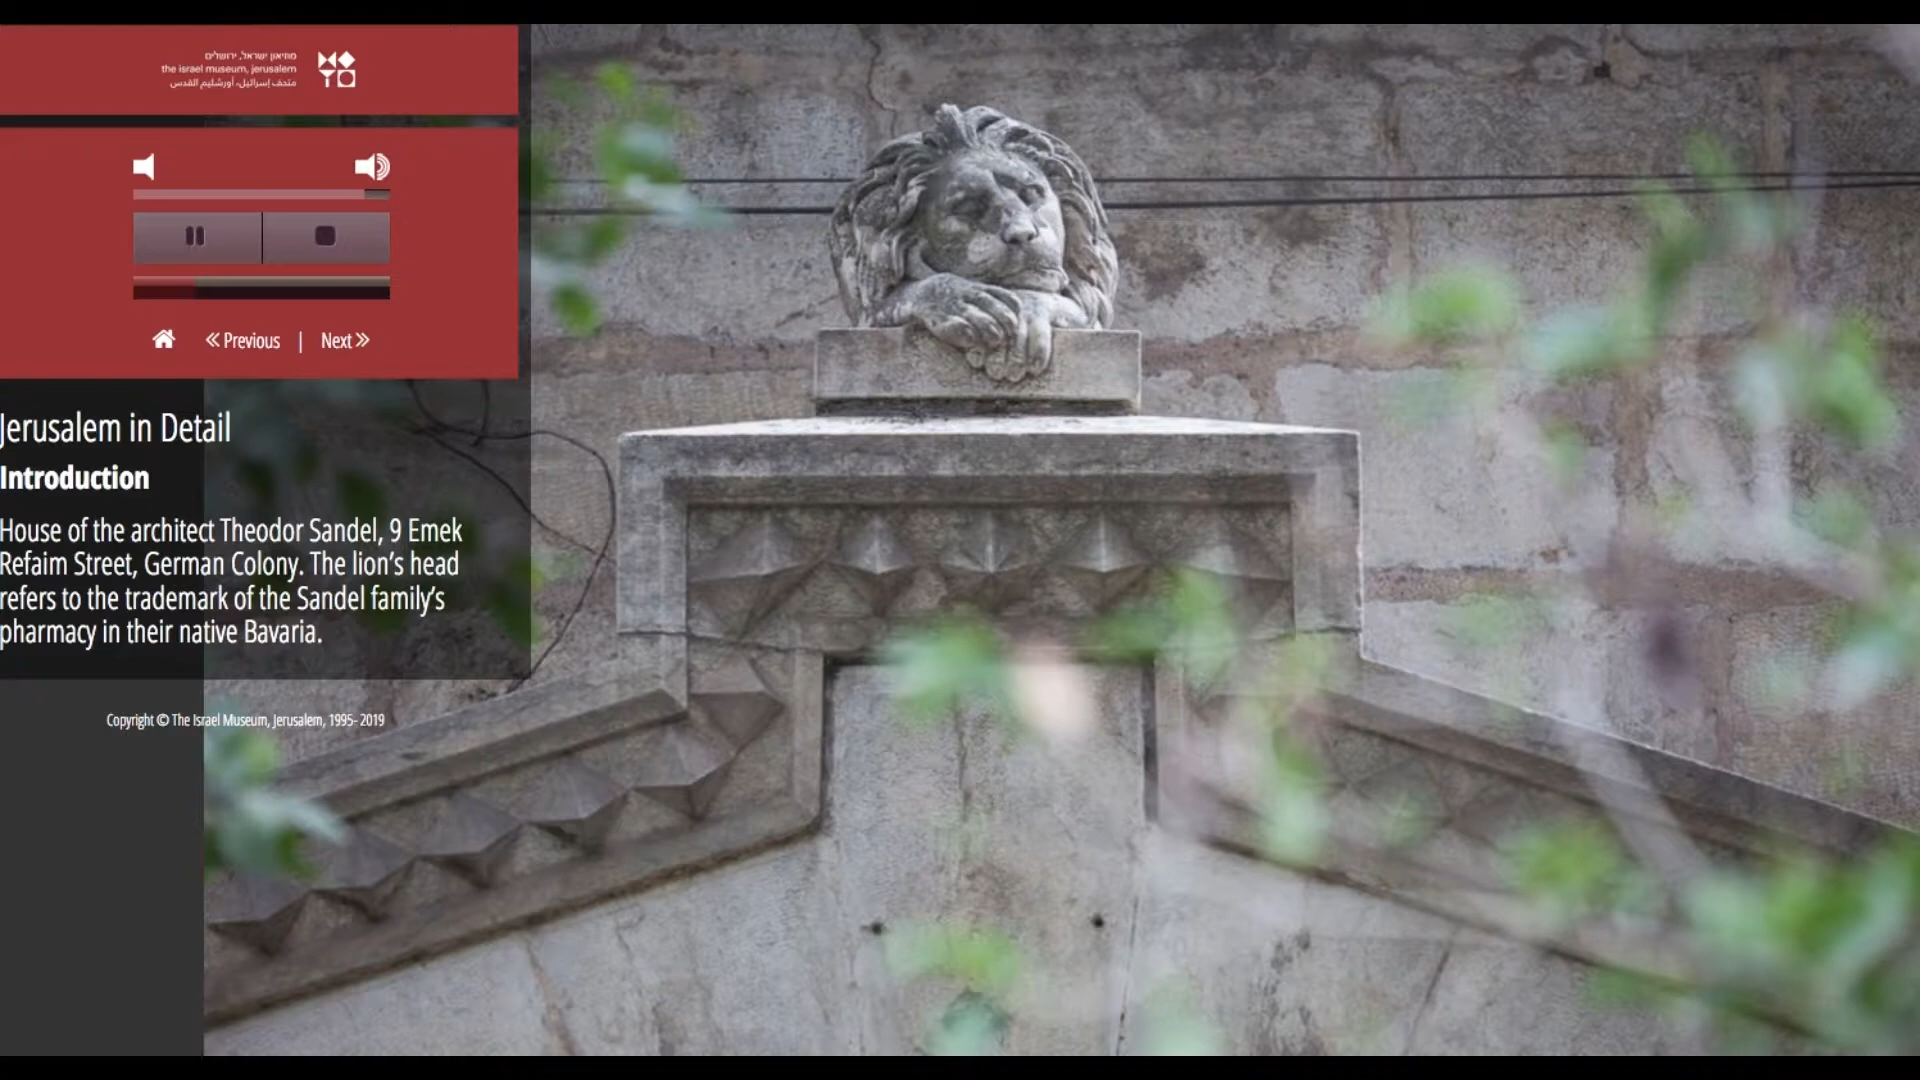 מוזיאון ישראל, ירושלים
the israel museum, jerusalem
متحف إسرائيل، أورشليم القدس
Previous | Next
Jerusalem in Detail
Introduction
House of the architect Theodor Sandel, 9 Emek
Refaim Street, German Colony. The lion’s head
refers to the trademark of the Sandel family’s
pharmacy in their native Bavaria.
Copyright © The Israel Museum, Jerusalem, 1995- 2019